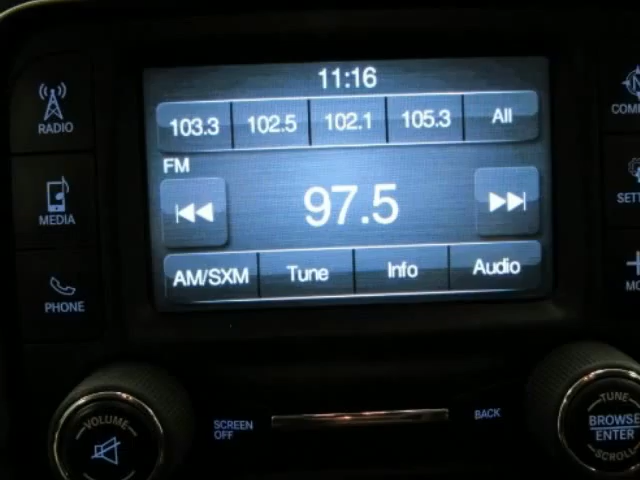 11:16
RADIO
103.3 102.5 102.1 105.3 All
FM
MEDIA
97.5
AM/SXM Tune Info Audio
PHONE
VOLUME
SCREEN
OFF
BACK
TUNE
BROWSE
ENTER
SCROLL